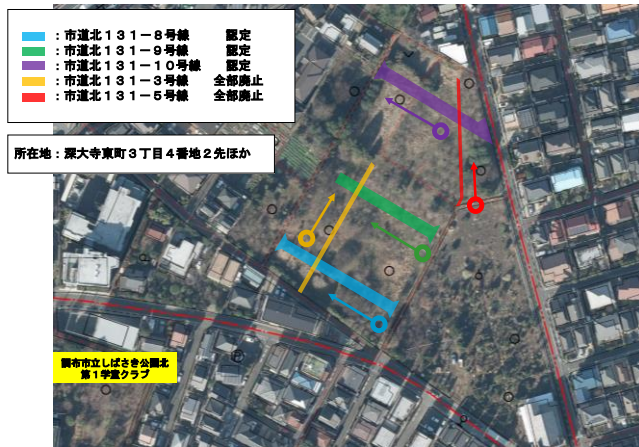 ：市道北１３１－８号線 認定
：市道北１３１－９号線 認定
：市道北１３１－１０号線 認定
：市道北１３１－３号線 全部廃止
：市道北１３１－５号線 全部廃止
所在地：深大寺東町３丁目４番地２先ほか
調布市立しばさき公園北
第１学童クラブ